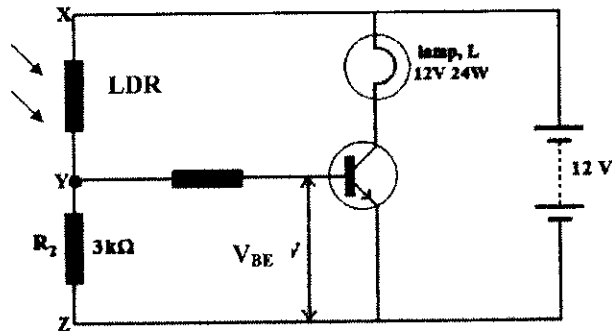 X
lamp, L
12V 24W
LDR
Y
12 V
R2 3kΩ
VBE
Z